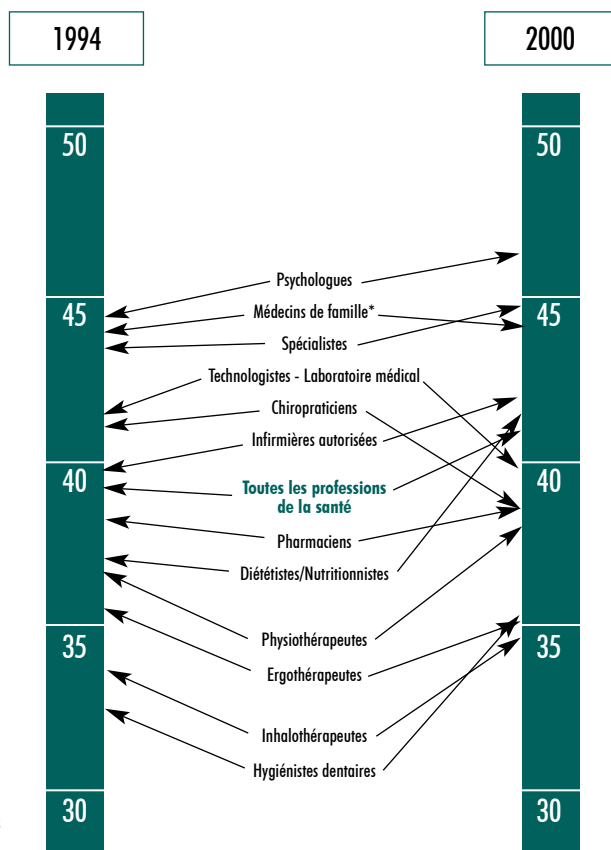 1994
2000
50
50
Psychologues
45
Médecins de famille*
45
Spécialistes
Technologistes - Laboratoire médical
Chiropraticiens
Infirmières autorisées
40
Toutes les professions
de la santé
40
Pharmaciens
Diététistes/Nutritionnistes
35
Physiothérapeutes
35
Ergothérapeutes
Inhalothérapeutes
Hygiénistes dentaires
30
30